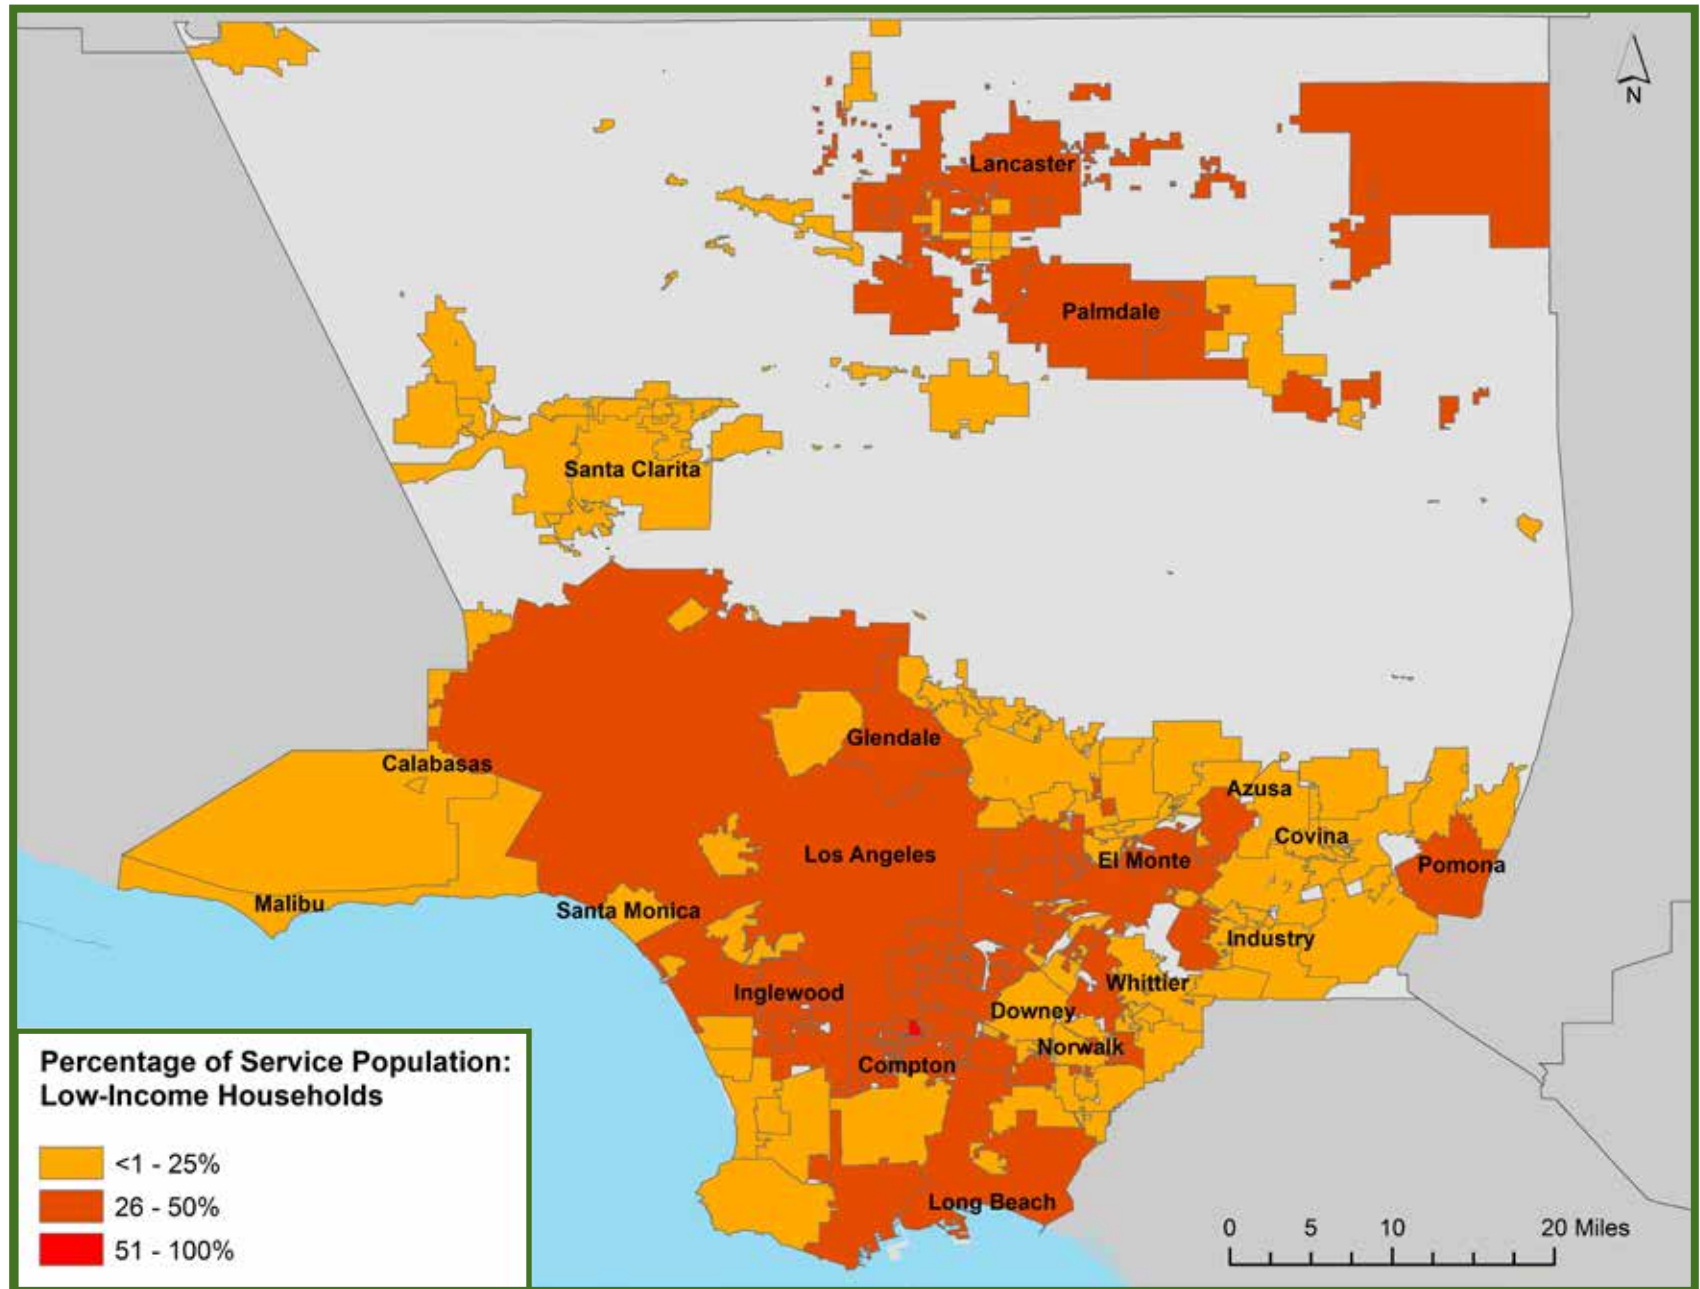 N
Lancaster
Palmdale
Santa Clarita
Glendale
Calabasas
Azusa
Covina
Los Angeles
El Monte
Pomona
Malibu
Santa Monica
Industry
Whittier
Inglewood
Downey
Norwalk
Compton
Long Beach
Percentage of Service Population:
Low-Income Households
<1 - 25%
26 - 50%
51 - 100%
0 5 10 20 Miles